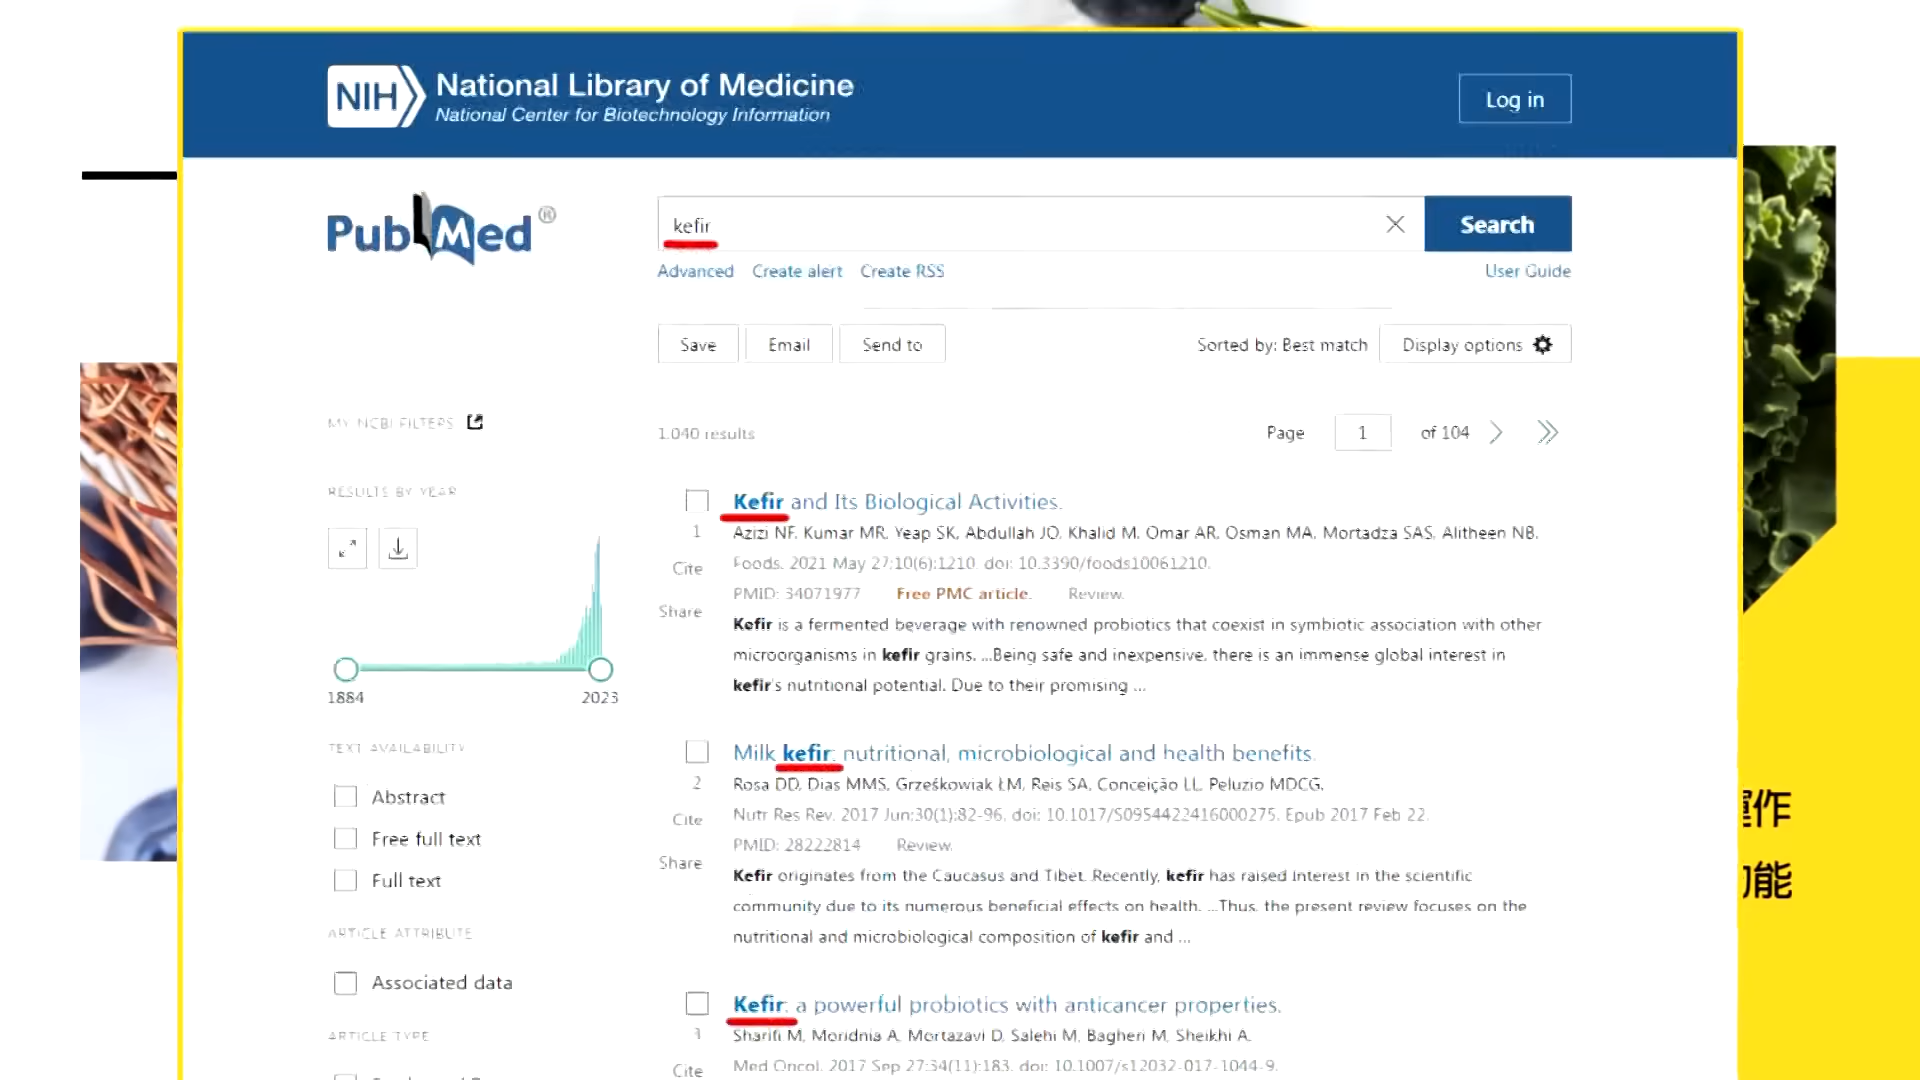 NIH National Library of Medicine
National Center for Biotechnology Information
Log in
PubMed®
kefir
Search
Advanced Create alert Create RSS
User Guide
Save Email Send to
Sorted by: Best match Display options
MY NCBI FILTERS
1,040 results
Page 1 of 104
RESULTS BY YEAR
1884 2023
TEXT AVAILABILITY
Abstract
Free full text
Full text
ARTICLE ATTRIBUTE
Associated data
ARTICLE TYPE
Kefir and Its Biological Activities.
1
Azizi NF, Kumar MR, Yeap SK, Abdullah JO, Khalid M, Omar AR, Osman MA, Mortadza SAS, Alitheen NB.
Cite
Foods. 2021 May 27;10(6):1210. doi: 10.3390/foods10061210.
PMID: 34071977 Free PMC article. Review.
Share
Kefir is a fermented beverage with renowned probiotics that coexist in symbiotic association with other
microorganisms in kefir grains. ...Being safe and inexpensive, there is an immense global interest in
kefir's nutritional potential. Due to their promising ...
Milk kefir: nutritional, microbiological and health benefits.
2
Rosa DD, Dias MMS, Grześkowiak ŁM, Reis SA, Conceição LL, Peluzio MDCG.
Cite
Nutr Res Rev. 2017 Jun;30(1):82-96. doi: 10.1017/S0954422416000275. Epub 2017 Feb 22.
PMID: 28222814 Review.
Share
Kefir originates from the Caucasus and Tibet. Recently, kefir has raised interest in the scientific
community due to its numerous beneficial effects on health. ...Thus, the present review focuses on the
nutritional and microbiological composition of kefir and ...
Kefir: a powerful probiotics with anticancer properties.
3
Sharifi M, Moridnia A, Mortazavi D, Salehi M, Bagheri M, Sheikhi A.
Cite
Med Oncol. 2017 Sep 27;34(11):183. doi: 10.1007/s12032-017-1044-9.
作
能